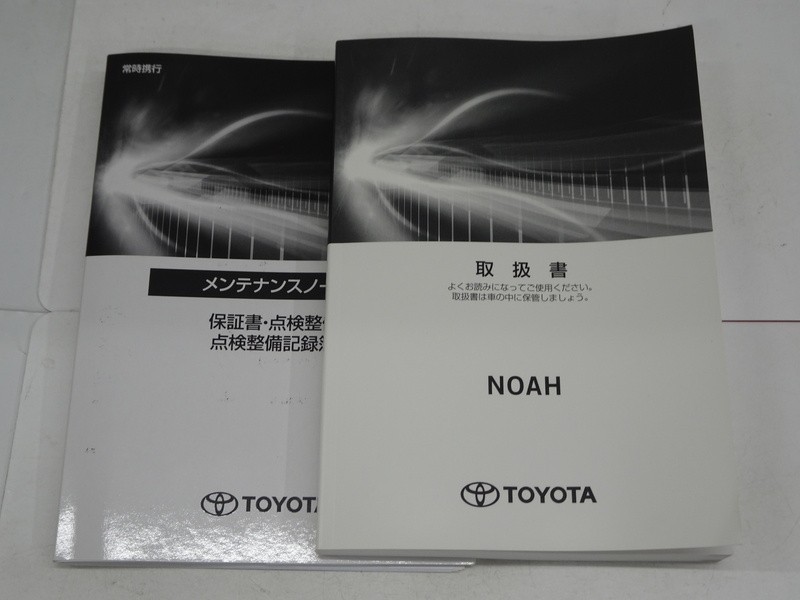 常時携行
メンテナンスノ
保証書・点検整
点検整備記録
TOYOTA
取扱書
よくお読みになってご使用ください。
取扱書は車の中に保管しましょう。
NOAH
TOYOTA